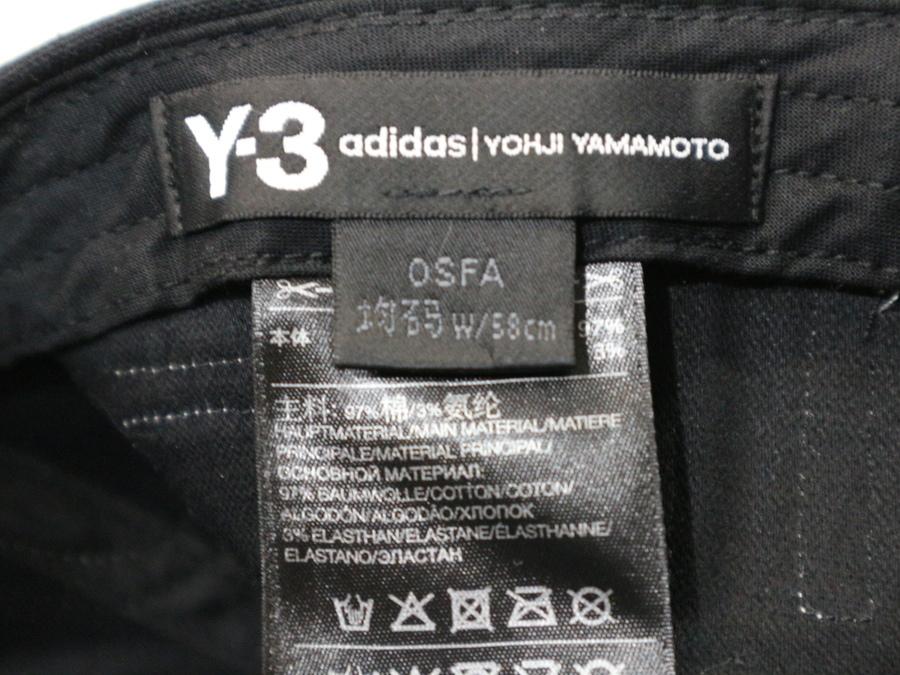 Y-3 adidas | YOHJI YAMAMOTO
OSFA
均码 W/58cm
本体 97%
3%
主料: 97%棉/3%氨纶
HAUPTMATERIAL/MAIN MATERIAL/MATIERE
PRINCIPALE/MATERIAL PRINCIPAL/
ОСНОВНОЙ МАТЕРИАЛ:
97% BAUMWOLLE/COTTON/COTON/
ALGODÓN/ALGODÃO/ХЛОПОК
3% ELASTHAN/ELASTANE/ÉLASTHANNE/
ELASTANO/ЭЛАСТАН